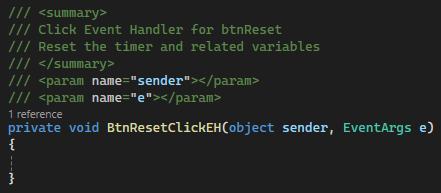 /// <summary>
/// Click Event Handler for btnReset
/// Reset the timer and related variables
/// </summary>
/// <param name="sender"></param>
/// <param name="e"></param>
1 reference
private void BtnResetClickEH(object sender, EventArgs e)
{
}